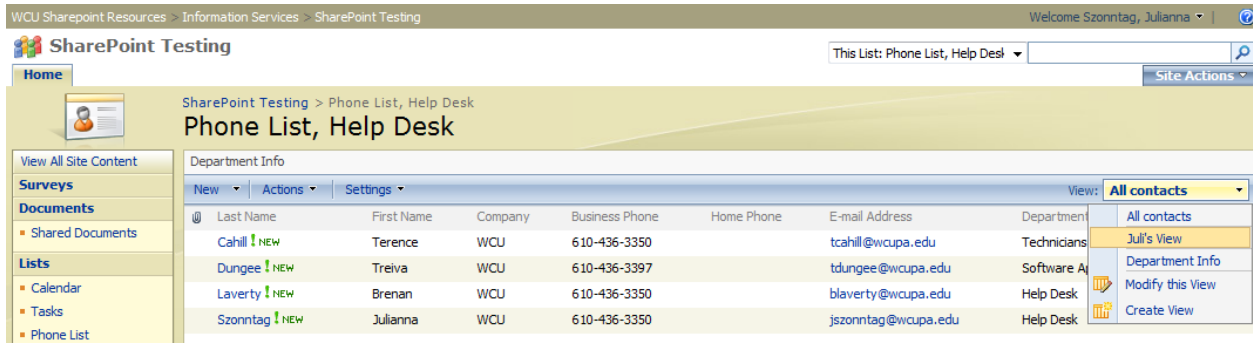 WCU Sharepoint Resources > Information Services > SharePoint Testing Welcome Szonntag, Julianna
SharePoint Testing
This List: Phone List, Help Desk
Home
Site Actions
SharePoint Testing > Phone List, Help Desk
Phone List, Help Desk
View All Site Content
Department Info
Surveys
New Actions Settings View: All contacts
Documents
Last Name First Name Company Business Phone Home Phone E-mail Address Department
All contacts
Shared Documents
Cahill ! NEW Terence WCU 610-436-3350 tcahill@wcupa.edu Technicians
Juli's View
Lists
Dungee ! NEW Treiva WCU 610-436-3397 tdungee@wcupa.edu Software
Department Info
Calendar
Laverty ! NEW Brenan WCU 610-436-3350 blaverty@wcupa.edu Help Desk
Modify this View
Tasks
Szonntag ! NEW Julianna WCU 610-436-3350 jszonntag@wcupa.edu Help Desk
Create View
Phone List